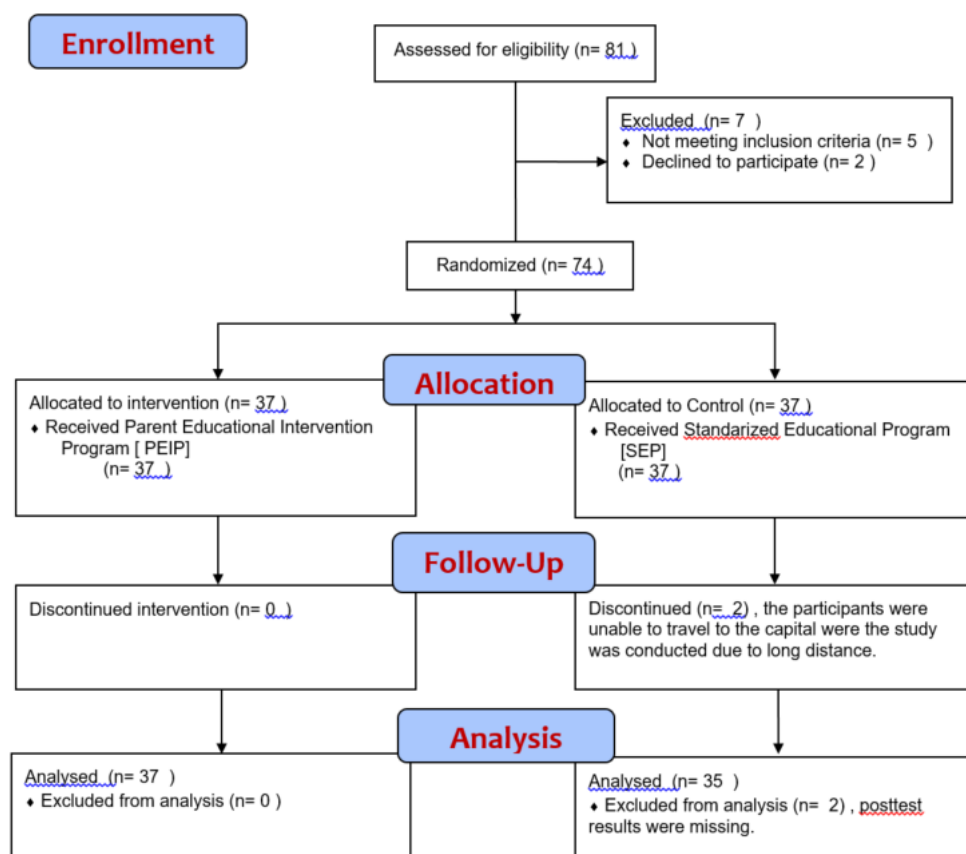 Enrollment
Assessed for eligibility (n= 81 )
Excluded (n= 7 )
♦ Not meeting inclusion criteria (n= 5 )
♦ Declined to participate (n= 2 )
Randomized (n= 74 )
Allocation
Allocated to intervention (n= 37 )
♦ Received Parent Educational Intervention
Program [ PEIP]
(n= 37 )
Allocated to Control (n= 37 )
♦ Received Standarized Educational Program
[SEP]
(n= 37 )
Follow-Up
Discontinued intervention (n= 0 )
Discontinued (n= 2) , the participants were
unable to travel to the capital were the study
was conducted due to long distance.
Analysis
Analysed (n= 37 )
♦ Excluded from analysis (n= 0 )
Analysed (n= 35 )
♦ Excluded from analysis (n= 2) , posttest
results were missing.